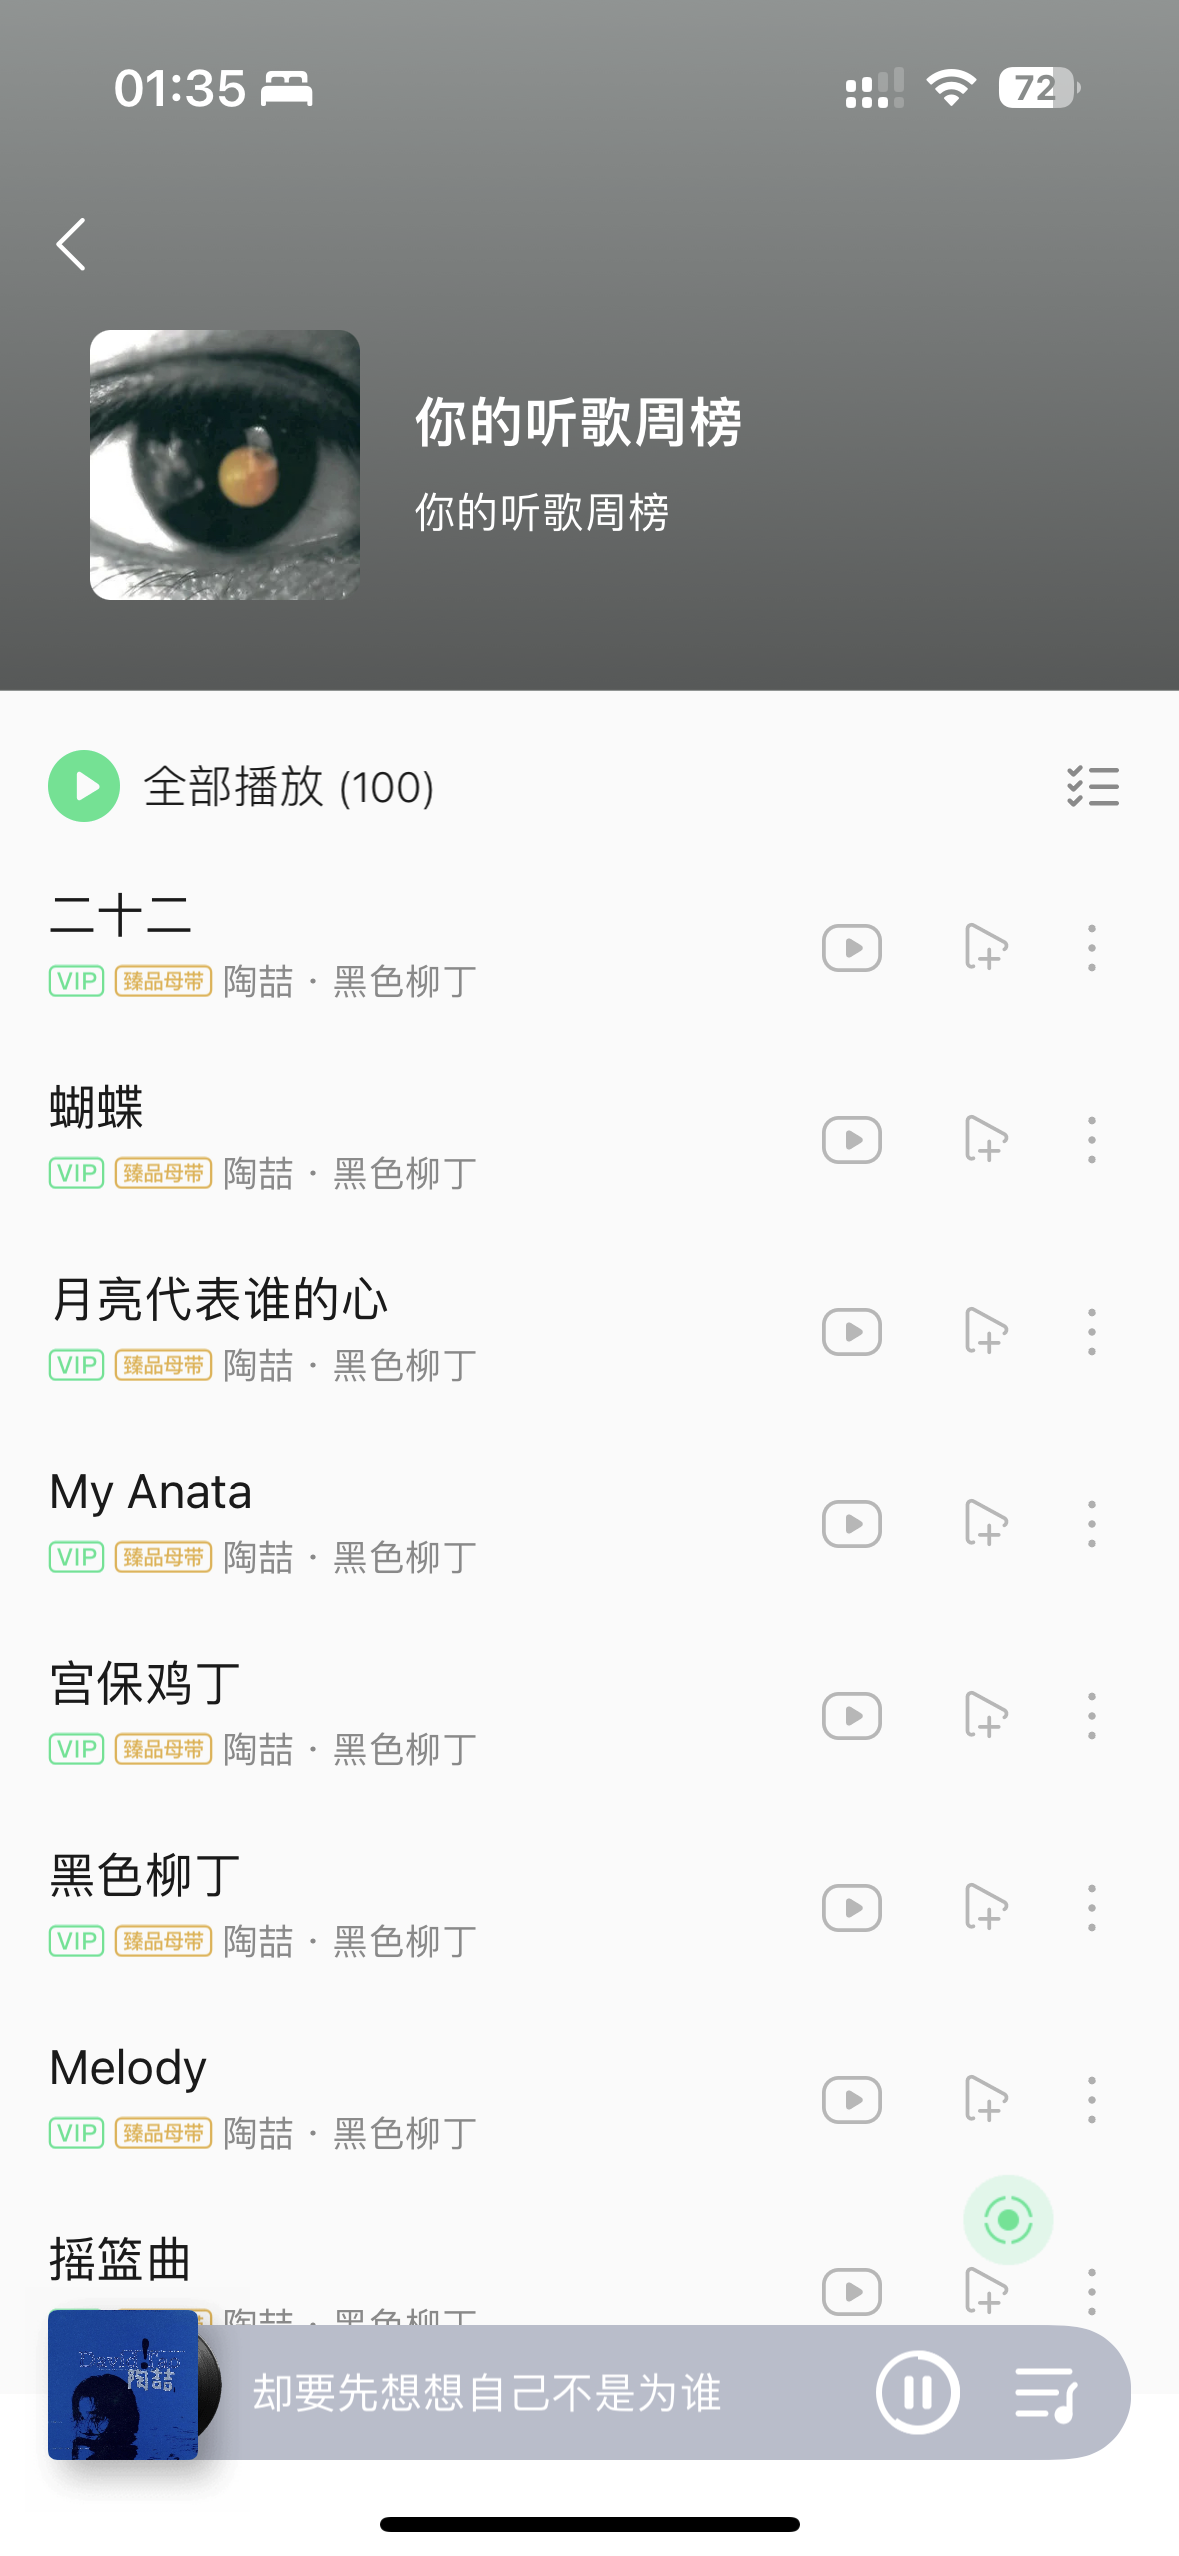 01:35
72
你的听歌周榜
你的听歌周榜
全部播放 (100)
二十二
VIP 臻品母带 陶喆 · 黑色柳丁
蝴蝶
VIP 臻品母带 陶喆 · 黑色柳丁
月亮代表谁的心
VIP 臻品母带 陶喆 · 黑色柳丁
My Anata
VIP 臻品母带 陶喆 · 黑色柳丁
宫保鸡丁
VIP 臻品母带 陶喆 · 黑色柳丁
黑色柳丁
VIP 臻品母带 陶喆 · 黑色柳丁
Melody
VIP 臻品母带 陶喆 · 黑色柳丁
摇篮曲
陶喆 · 黑色柳丁
陶喆
却要先想想自己不是为谁